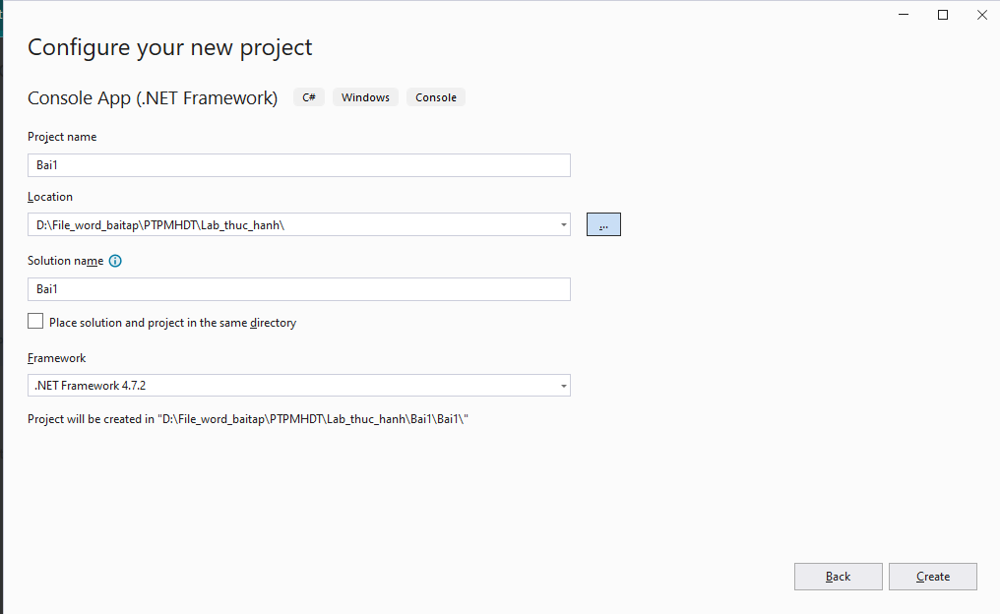 Configure your new project
Console App (.NET Framework) C# Windows Console
Project name
Bai1
Location
D:\File_word_baitap\PTPMHDT\Lab_thuc_hanh\
...
Solution name
Bai1
Place solution and project in the same directory
Framework
.NET Framework 4.7.2
Project will be created in "D:\File_word_baitap\PTPMHDT\Lab_thuc_hanh\Bai1\Bai1\"
Back Create